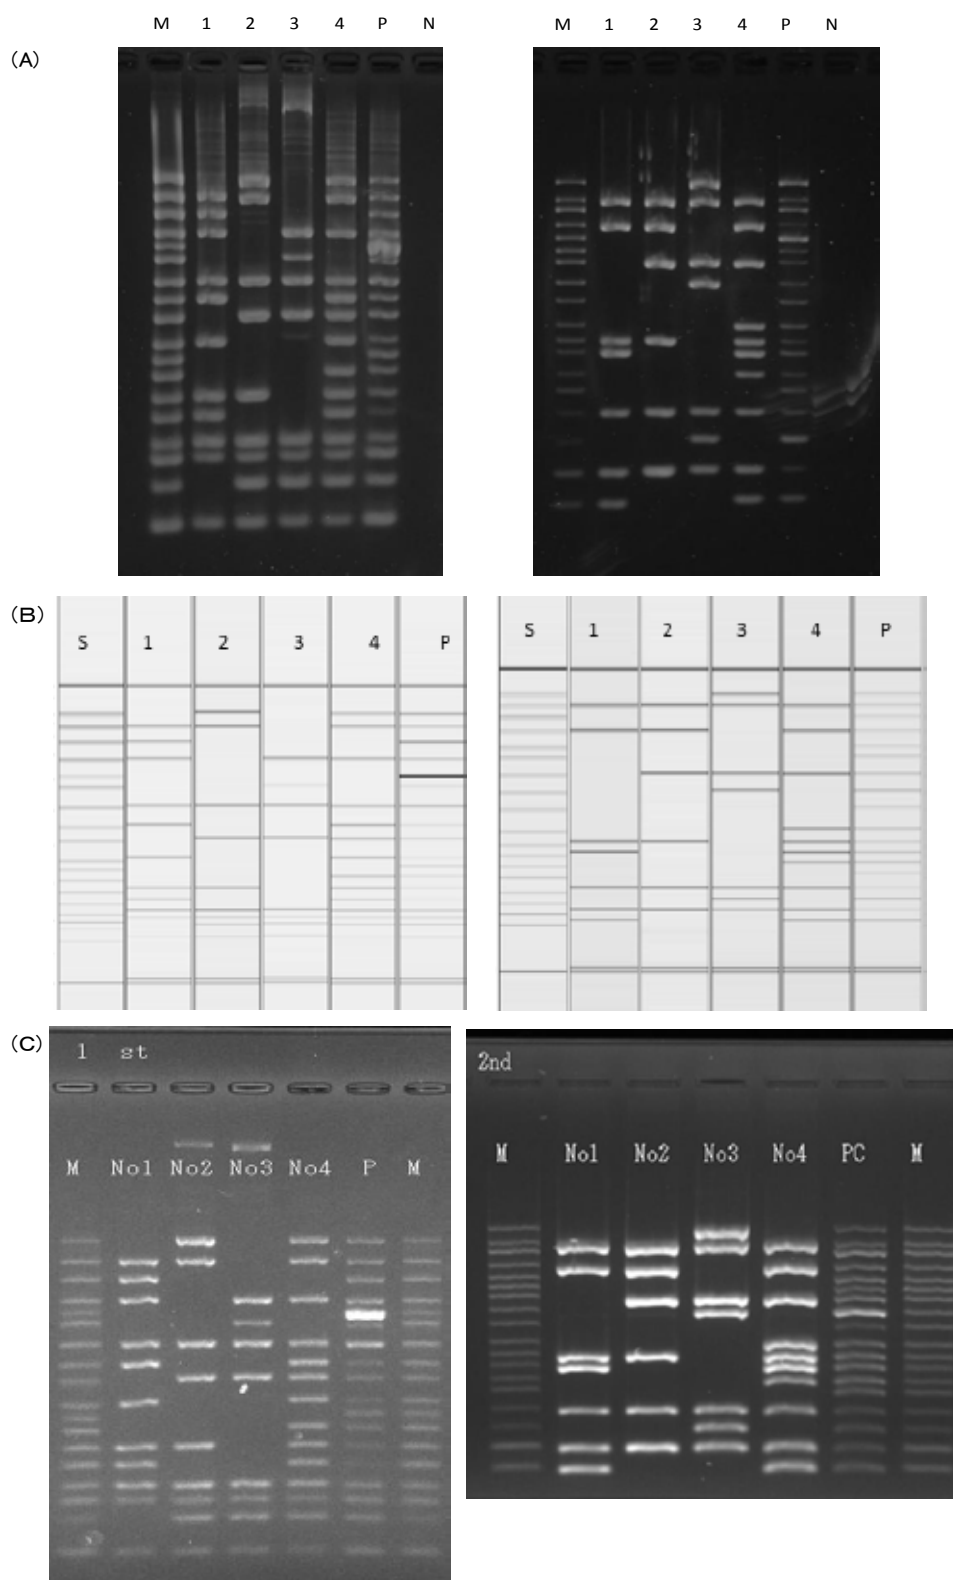 M 1 2 3 4 P N
M 1 2 3 4 P N
(A)
(B)
S 1 2 3 4 P
S 1 2 3 4 P
(C)
1 st
M No1 No2 No3 No4 P M
2nd
M No1 No2 No3 No4 PC M